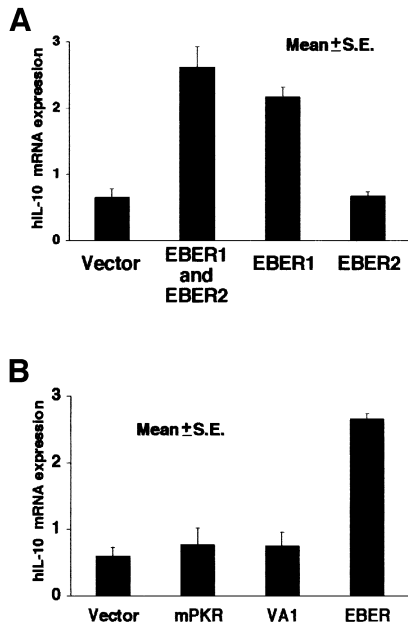 A
hIL-10 mRNA expression
3
2
1
0
Mean ± S.E.
Vector
EBER1 and EBER2
EBER1
EBER2
B
hIL-10 mRNA expression
3
2
1
0
Mean ± S.E.
Vector
mPKR
VA1
EBER